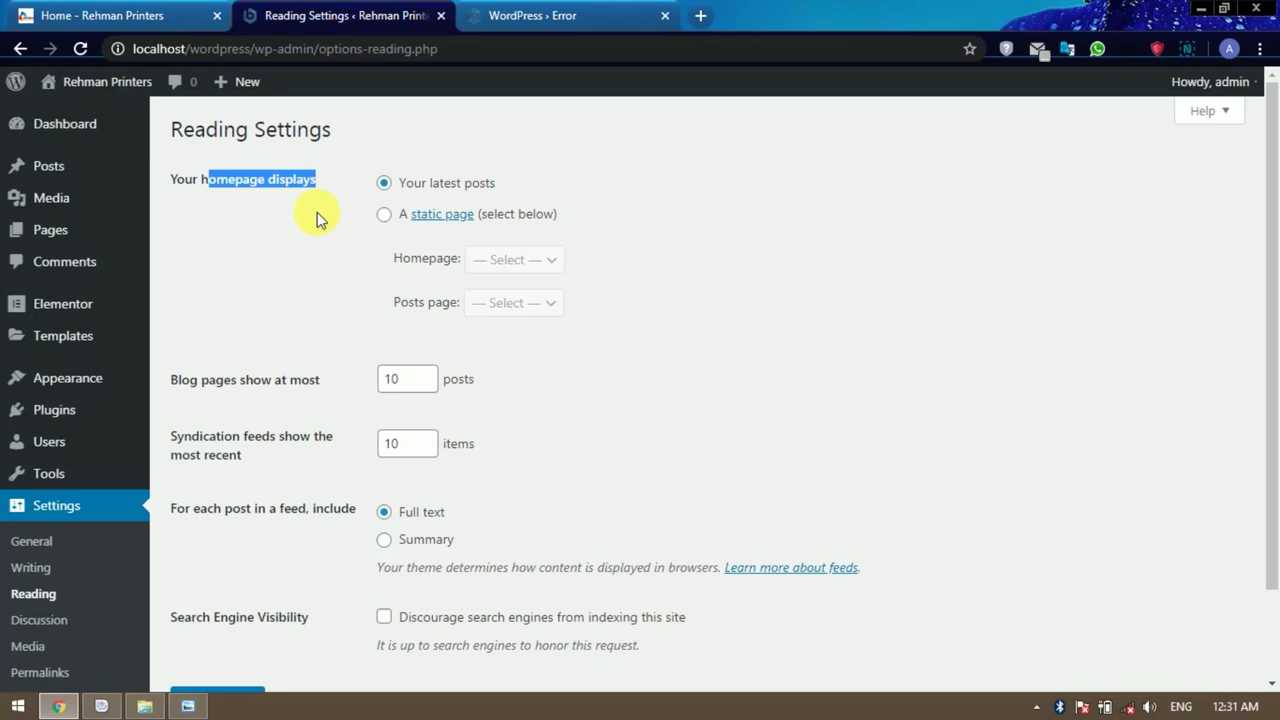 Home - Rehman Printers
Reading Settings ‹ Rehman Print
WordPress › Error
localhost/wordpress/wp-admin/options-reading.php
A
Rehman Printers
0
New
Howdy, admin
Help
Dashboard
Posts
Media
Pages
Comments
Elementor
Templates
Appearance
Plugins
Users
Tools
Settings
General
Writing
Reading
Discussion
Media
Permalinks
Reading Settings
Your homepage displays
Your latest posts
A static page (select below)
Homepage: — Select —
Posts page: — Select —
Blog pages show at most
10 posts
Syndication feeds show the
most recent
10 items
For each post in a feed, include
Full text
Summary
Your theme determines how content is displayed in browsers. Learn more about feeds.
Search Engine Visibility
Discourage search engines from indexing this site
It is up to search engines to honor this request.
ENG
12:31 AM